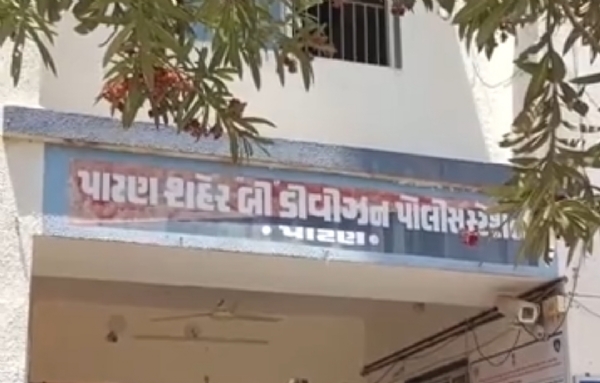 પાટણ શહેર બી ડીવીઝન પોલીસ સ્ટેશન
• પાટણ •